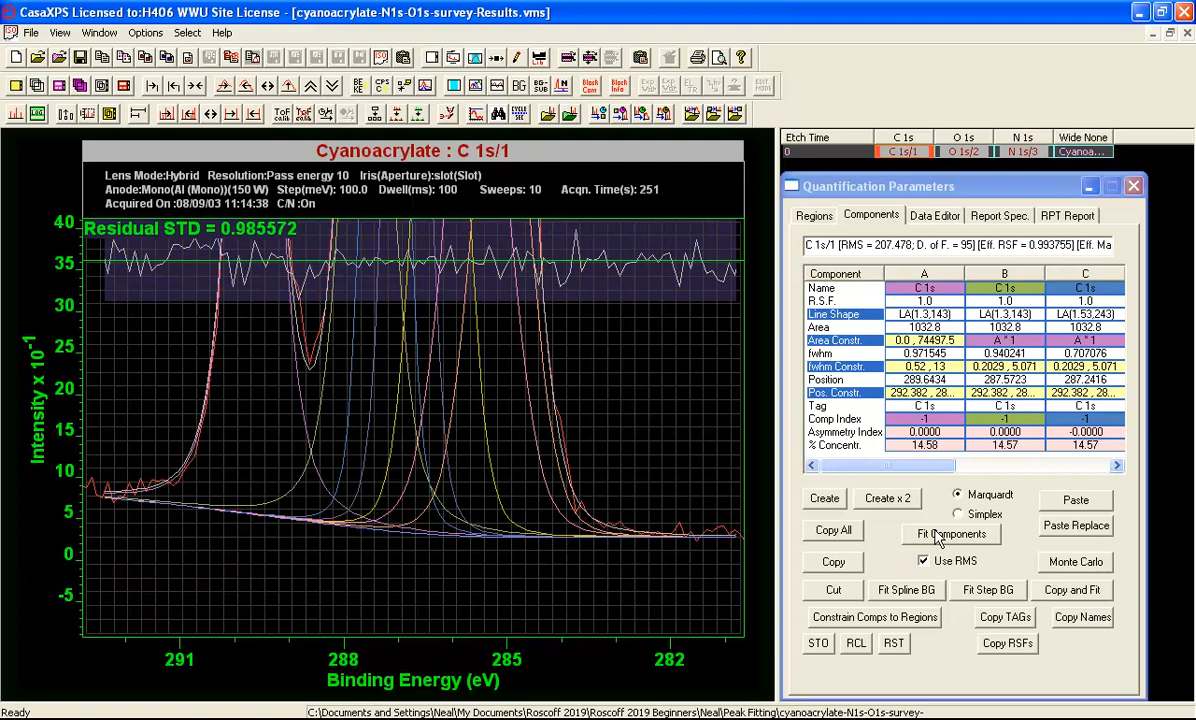 CasaXPS Licensed to:H406 WWU Site License - [cyanoacrylate-N1s-O1s-survey-Results.vms]
File View Window Options Select Help
Cyanoacrylate : C 1s/1
Lens Mode:Hybrid Resolution:Pass energy 10 Iris(Aperture):slot(Slot)
Anode:Mono(Al (Mono))(150 W) Step(meV): 100.0 Dwell(ms): 100 Sweeps: 10 Acqn. Time(s): 251
Acquired On :08/09/03 11:14:38 C/N:On
Residual STD = 0.985572
40
35
30
25
20
15
10
5
0
-5
Intensity x 10^-1
291 288 285 282
Binding Energy (eV)
Etch Time C 1s O 1s N 1s Wide None
0 C 1s/1 O 1s/2 N 1s/3 Cyanoa...
Quantification Parameters
Regions Components Data Editor Report Spec. RPT Report
C 1s/1 [RMS = 207.478; D. of F. = 95] [Eff. RSF = 0.993755] [Eff. Ma
Component A B C
Name C 1s C 1s C 1s
R.S.F. 1.0 1.0 1.0
Line Shape LA(1.3,143) LA(1.3,143) LA(1.53,243)
Area 1032.8 1032.8 1032.8
Area Constr. 0.0 , 74497.5 A * 1 A * 1
fwhm 0.971545 0.940241 0.707076
fwhm Constr. 0.52 , 13 0.2029 , 5.071 0.2029 , 5.071
Position 289.6434 287.5723 287.2416
Pos. Constr. 292.382 , 28... 292.382 , 28... 292.382 , 28...
Tag C 1s C 1s C 1s
Comp Index -1 -1 -1
Asymmetry Index 0.0000 0.0000 -0.0000
% Concentr. 14.58 14.57 14.57
Create Create x 2 Marquardt Paste
Simplex
Copy All Fit Components Paste Replace
Copy Use RMS Monte Carlo
Cut Fit Spline BG Fit Step BG Copy and Fit
Constrain Comps to Regions Copy TAGs Copy Names
STO RCL RST Copy RSFs
Ready C:\Documents and Settings\Neal\My Documents\Roscoff 2019\Roscoff 2019 Beginners\Neal\Peak Fitting\cyanoacrylate-N1s-O1s-survey-